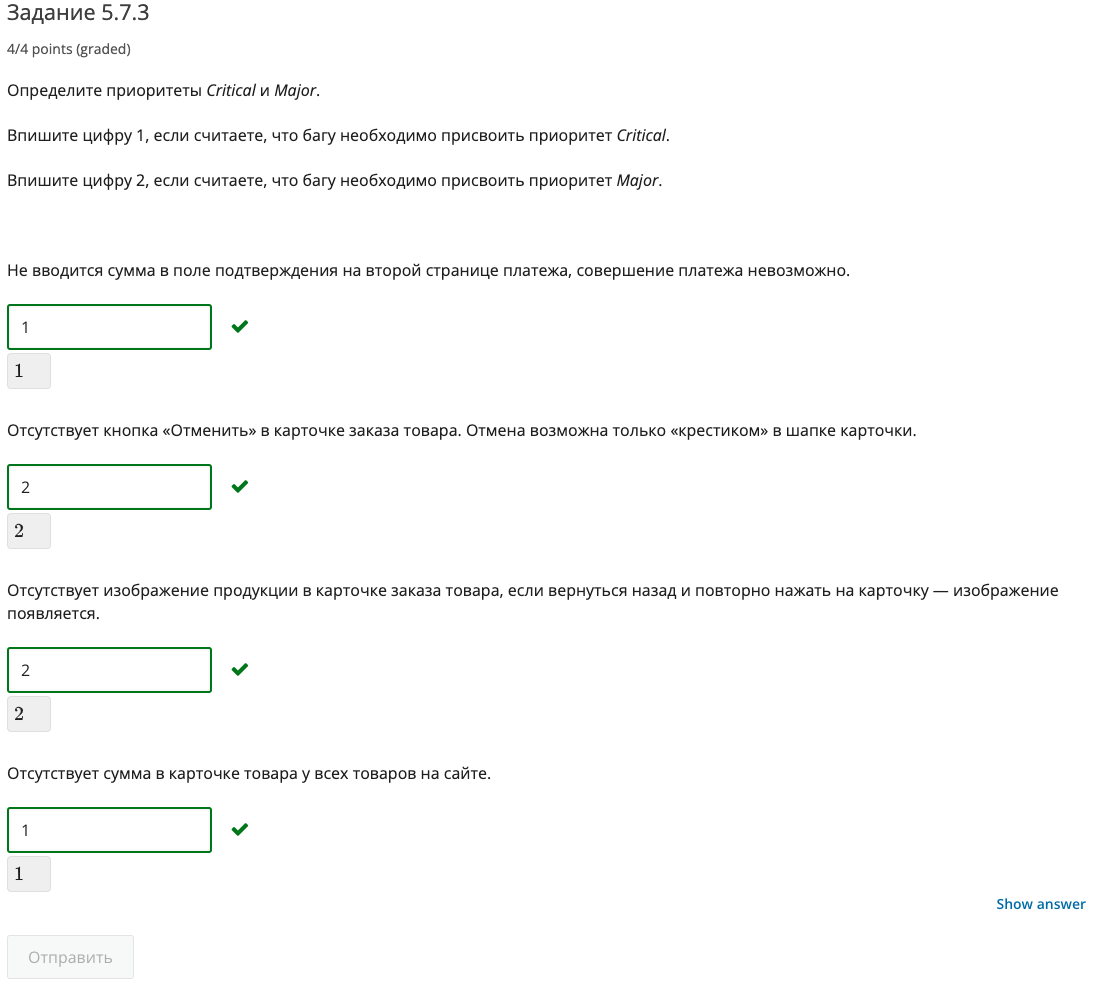 Задание 5.7.3
4/4 points (graded)
Определите приоритеты Critical и Major.
Впишите цифру 1, если считаете, что багу необходимо присвоить приоритет Critical.
Впишите цифру 2, если считаете, что багу необходимо присвоить приоритет Major.
Не вводится сумма в поле подтверждения на второй странице платежа, совершение платежа невозможно.
1
1
Отсутствует кнопка «Отменить» в карточке заказа товара. Отмена возможна только «крестиком» в шапке карточки.
2
2
Отсутствует изображение продукции в карточке заказа товара, если вернуться назад и повторно нажать на карточку — изображение
появляется.
2
2
Отсутствует сумма в карточке товара у всех товаров на сайте.
1
1
Show answer
Отправить